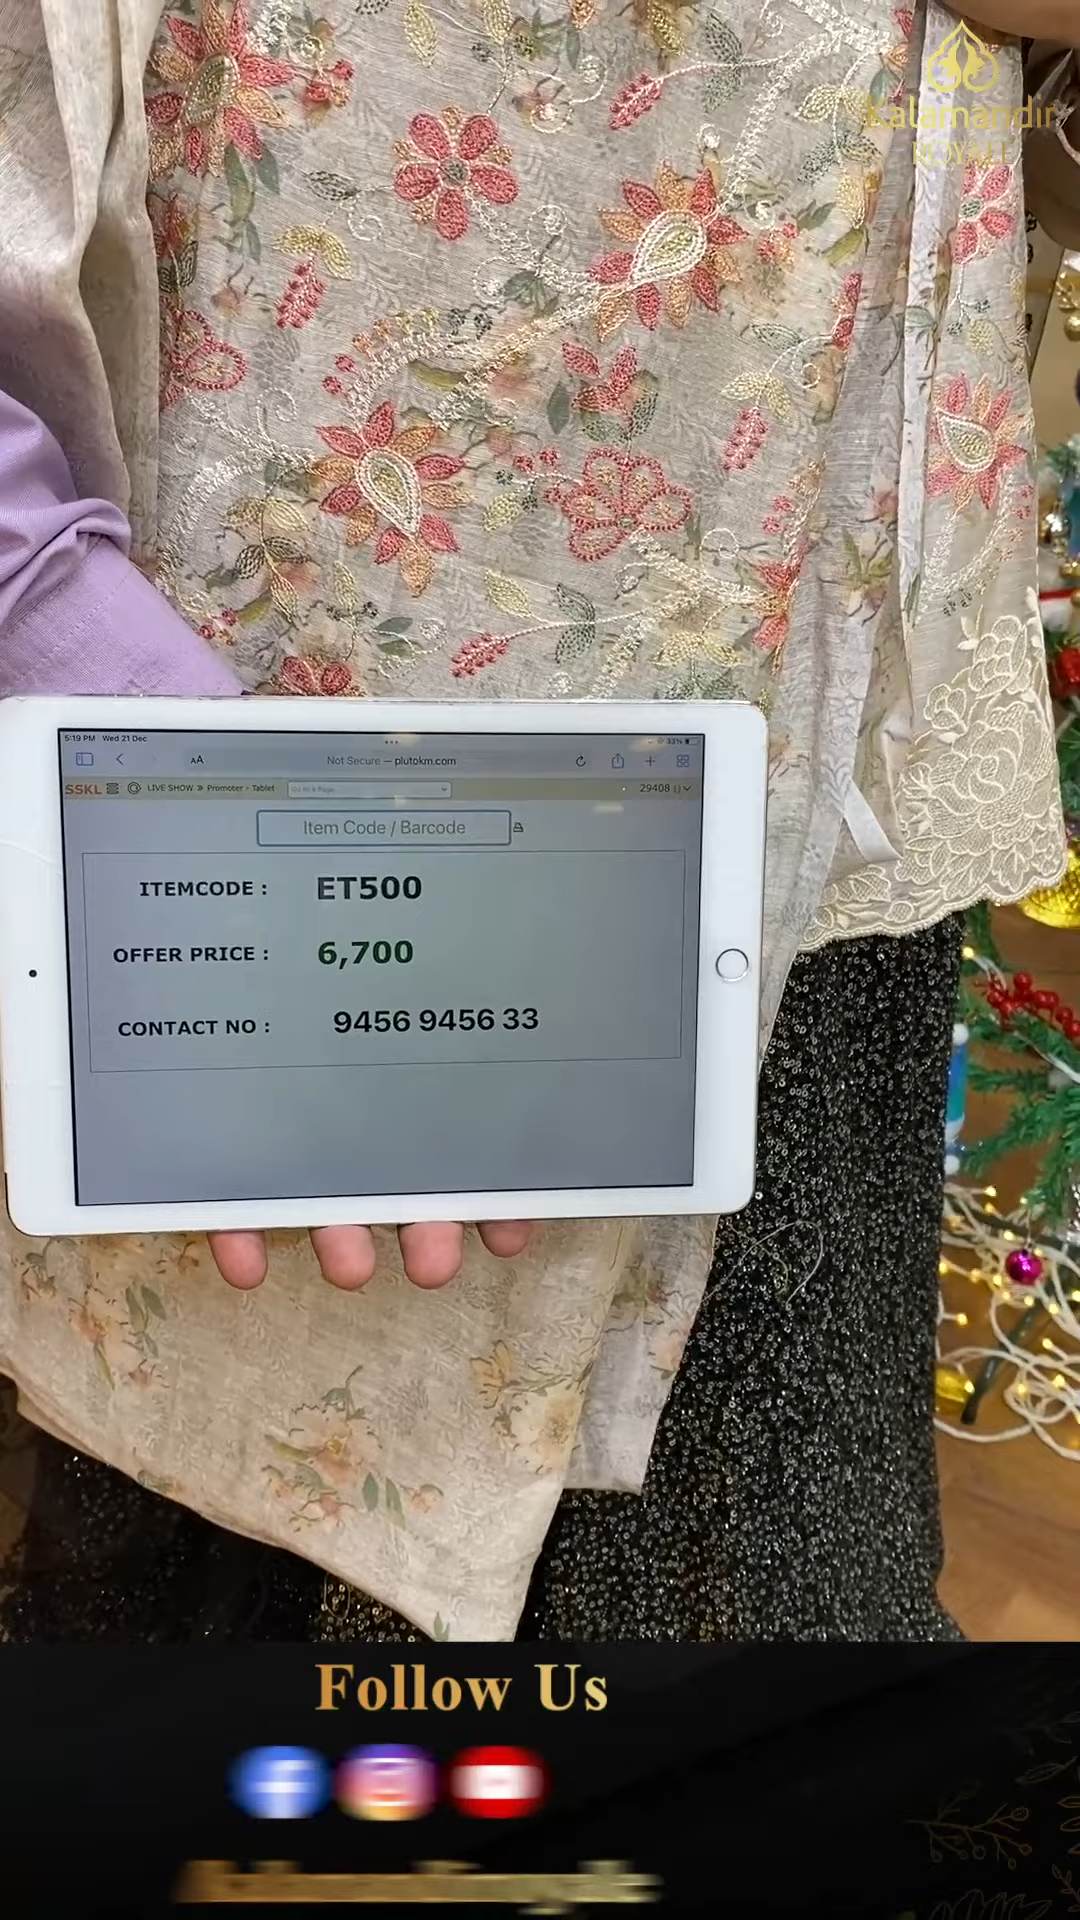 Kalamandir
ROYALE
5:19 PM Wed 21 Dec
33%
AA
Not Secure — plutokm.com
SSKL
LIVE SHOW » Promoter - Tablet
29408
Item Code / Barcode
ITEMCODE : ET500
OFFER PRICE : 6,700
CONTACT NO : 9456 9456 33
Follow Us